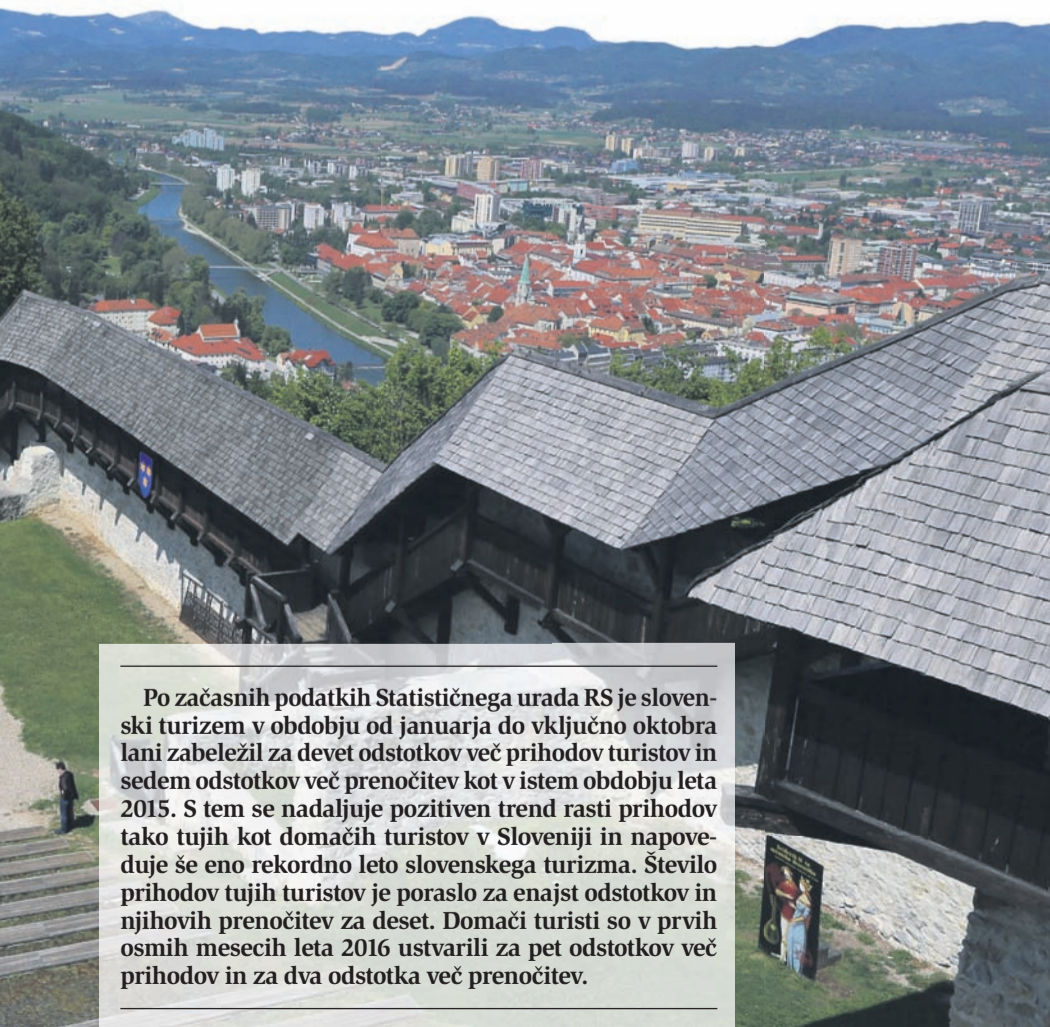 Po začasnih podatkih Statističnega urada RS je sloven-
ski turizem v obdobju od januarja do vključno oktobra
lani zabeležil za devet odstotkov več prihodov turistov in
sedem odstotkov več prenočitev kot v istem obdobju leta
2015. S tem se nadaljuje pozitiven trend rasti prihodov
tako tujih kot domačih turistov v Sloveniji in napove-
duje še eno rekordno leto slovenskega turizma. Število
prihodov tujih turistov je poraslo za enajst odstotkov in
njihovih prenočitev za deset. Domači turisti so v prvih
osmih mesecih leta 2016 ustvarili za pet odstotkov več
prihodov in za dva odstotka več prenočitev.